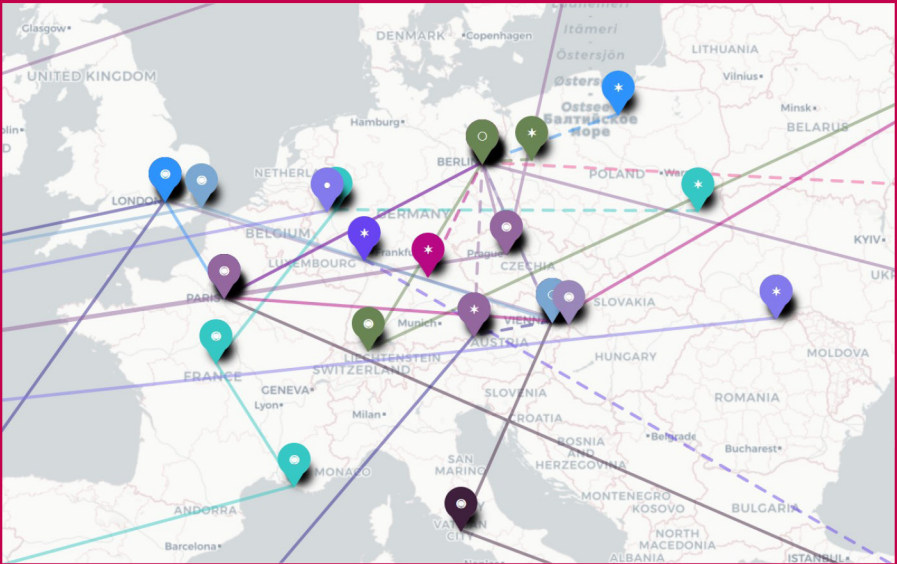 Glasgow
DENMARK
Copenhagen
Itämeri
Östersjön
LITHUANIA
UNITED KINGDOM
Vilnius
Ostsee
Балтийское
море
Minsk
BELARUS
Hamburg
BERLIN
POLAND
LONDON
GERMANY
BELGIUM
KYIV
Frankfu
Prague
LUXEMBOURG
CZECHIA
PARIS
SLOVAKIA
Munich
VIENN
AUSTRIA
LIECHTENSTEIN
SWITZERLAND
HUNGARY
MOLDOVA
FRANCE
GENEVA
Lyon
SLOVENIA
ROMANIA
Milan
CROATIA
Belgrade
BOSNIA
AND
HERZEGOVINA
Bucharest
SAN
MARINO
MONACO
MONTENEGRO
KOSOVO
BULGARIA
ANDORRA
VATICAN
CITY
NORTH
MACEDONIA
Barcelona
ALBANIA
ISTANBUL